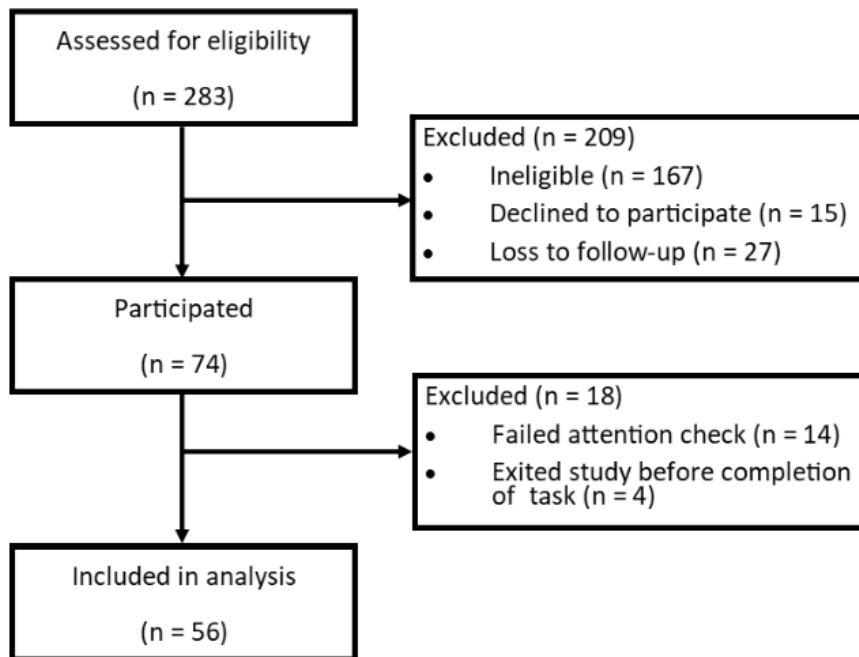 Assessed for eligibility
(n = 283)
Excluded (n = 209)
• Ineligible (n = 167)
• Declined to participate (n = 15)
• Loss to follow-up (n = 27)
Participated
(n = 74)
Excluded (n = 18)
• Failed attention check (n = 14)
• Exited study before completion
of task (n = 4)
Included in analysis
(n = 56)